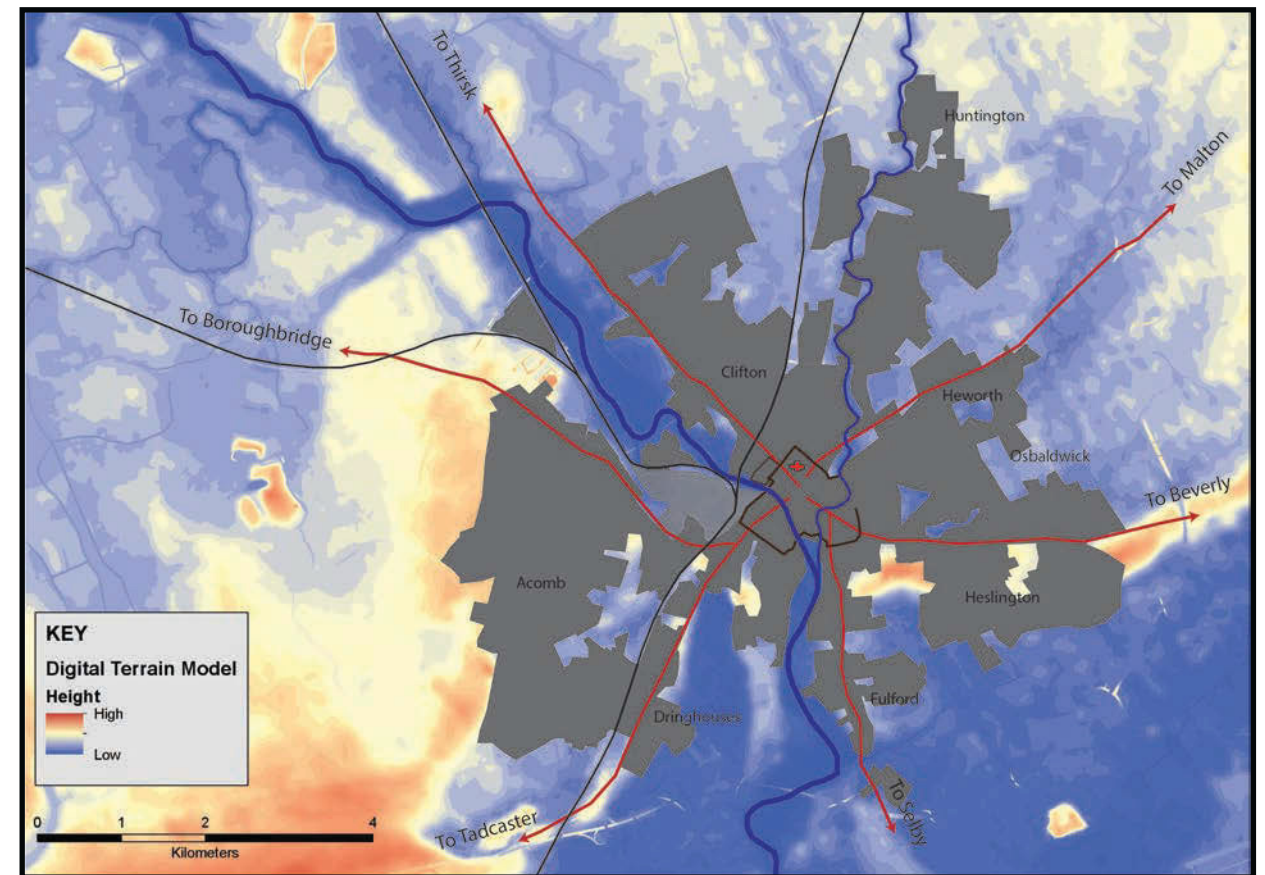 To Thirsk
Huntington
To Malton
To Boroughbridge
Clifton
Heworth
Osbaldwick
To Beverly
Acomb
Heslington
KEY
Digital Terrain Model
Height
High
Low
Fulford
Dringhouses
To Selby
To Tadcaster
0 1 2 4
Kilometers